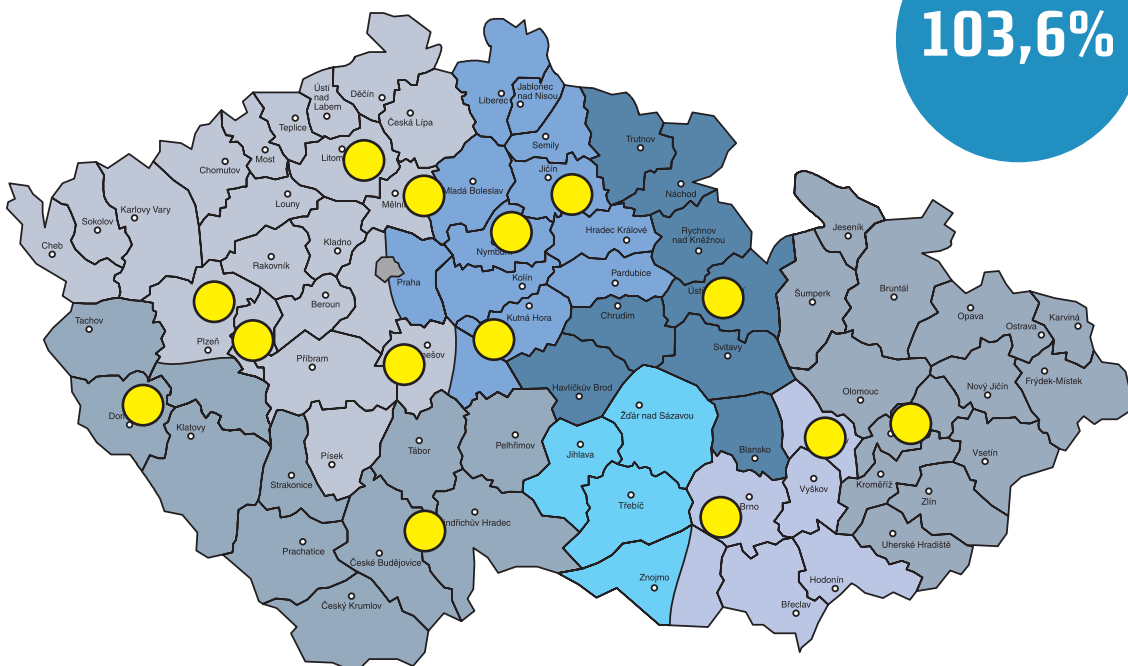 103,6%
Ústí
nad
Labem
Děčín
Liberec
Jablonec
nad Nisou
Teplice
Česká Lípa
Semily
Trutnov
Most
Chomutov
Jičín
Mladá Boleslav
Náchod
Louny
Karlovy Vary
Sokolov
Cheb
Kladno
Rakovník
Hradec Králové
Rychnov
nad Kněžnou
Jeseník
Praha
Kolín
Pardubice
Beroun
Šumperk
Bruntál
Opava
Ostrava
Karviná
Tachov
Kutná Hora
Chrudim
Plzeň
Příbram
Svitavy
Nový Jičín
Frýdek-Místek
Olomouc
Havlíčkův Brod
Žďár nad Sázavou
Klatovy
Tábor
Pelhřimov
Jihlava
Blansko
Vsetín
Písek
Strakonice
Třebíč
Brno
Vyškov
Kroměříž
Zlín
Prachatice
České Budějovice
Uherské Hradiště
Český Krumlov
Znojmo
Hodonín
Břeclav